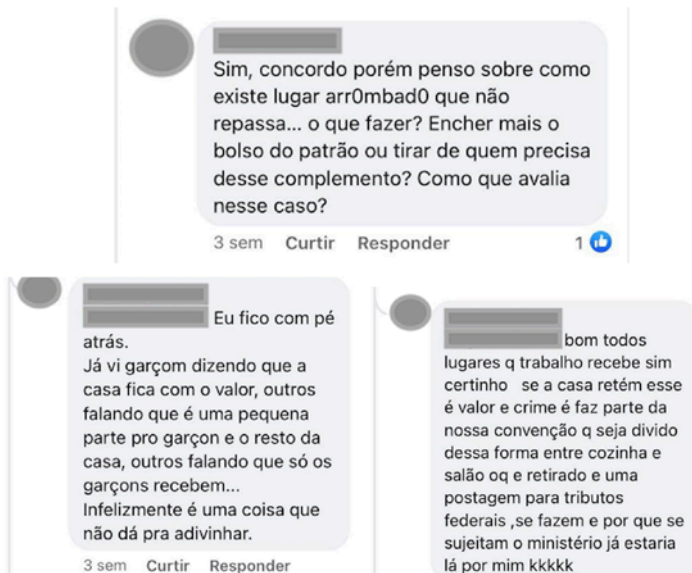 Sim, concordo porém penso sobre como
existe lugar arr0mbad0 que não
repassa... o que fazer? Encher mais o
bolso do patrão ou tirar de quem precisa
desse complemento? Como que avalia
nesse caso?
3 sem Curtir Responder 1
Eu fico com pé
atrás.
Já vi garçom dizendo que a
casa fica com o valor, outros
falando que é uma pequena
parte pro garçon e o resto da
casa, outros falando que só os
garçons recebem...
Infelizmente é uma coisa que
não dá pra adivinhar.
3 sem Curtir Responder
bom todos
lugares q trabalho recebe sim
certinho se a casa retém esse
é valor e crime é faz parte da
nossa convenção q seja divido
dessa forma entre cozinha e
salão oq e retirado e uma
postagem para tributos
federais ,se fazem e por que se
sujeitam o ministério já estaria
lá por mim kkkkk